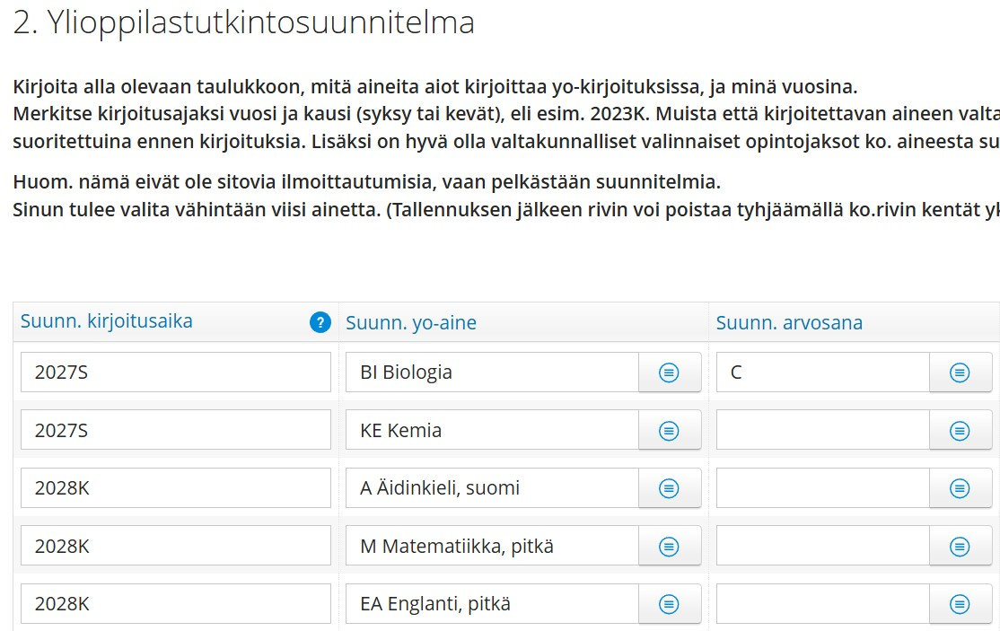 2. Ylioppilastutkintosuunnitelma
Kirjoita alla olevaan taulukkoon, mitä aineita aiot kirjoittaa yo-kirjoituksissa, ja minä vuosina.
Merkitse kirjoitusajaksi vuosi ja kausi (syksy tai kevät), eli esim. 2023K. Muista että kirjoitettavan aineen valta
suoritettuina ennen kirjoituksia. Lisäksi on hyvä olla valtakunnalliset valinnaiset opintojaksot ko. aineesta su
Huom. nämä eivät ole sitovia ilmoittautumisia, vaan pelkästään suunnitelmia.
Sinun tulee valita vähintään viisi ainetta. (Tallennuksen jälkeen rivin voi poistaa tyhjäämällä ko.rivin kentät yk
Suunn. kirjoitusaika ? Suunn. yo-aine Suunn. arvosana
2027S BI Biologia C
2027S KE Kemia
2028K A Äidinkieli, suomi
2028K M Matematiikka, pitkä
2028K EA Englanti, pitkä